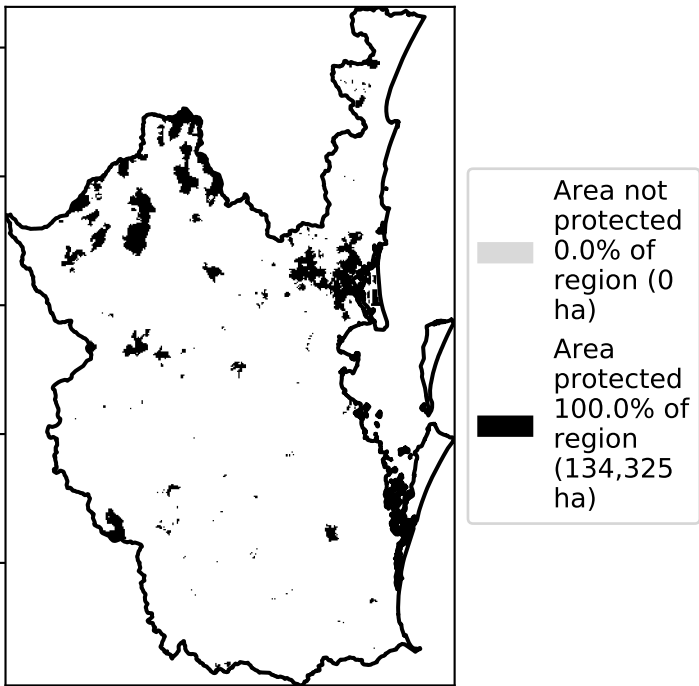 Area not
protected
0.0% of
region (0
ha)
Area
protected
100.0% of
region
(134,325
ha)